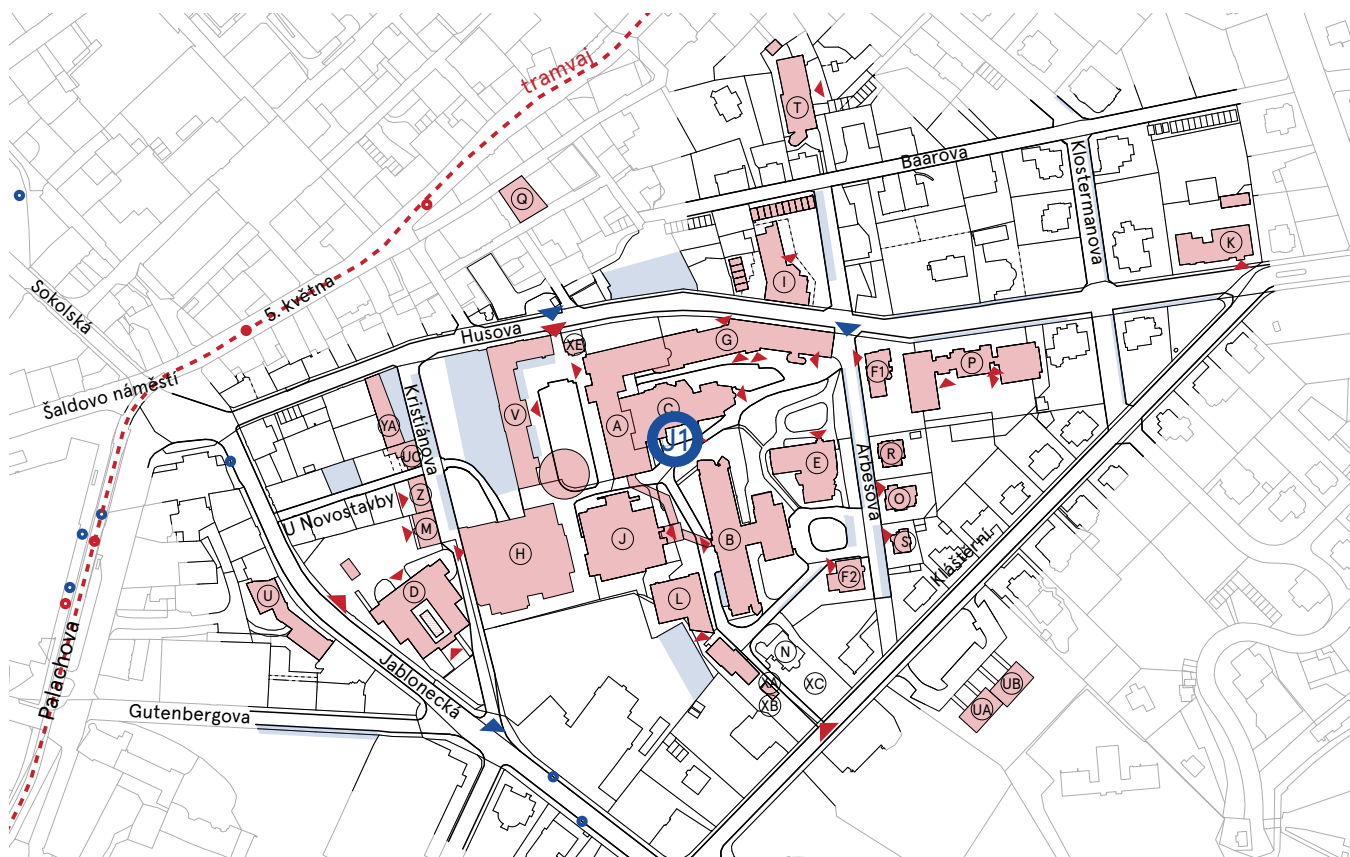 tramvaj
T
Baarova
Klostermanova
Q
K
I
Sokolská
5. května
Husova
XE
G
Šaldovo náměstí
Kristiánova
F1
P
V
C
YA
A
J1
UC
E
Arbesova
R
Z
O
U Novostavby
M
H
J
B
S
Klášterní
F2
D
U
L
Palachova
N
Jablonecká
XA
XC
UB
XB
UA
Gutenbergova